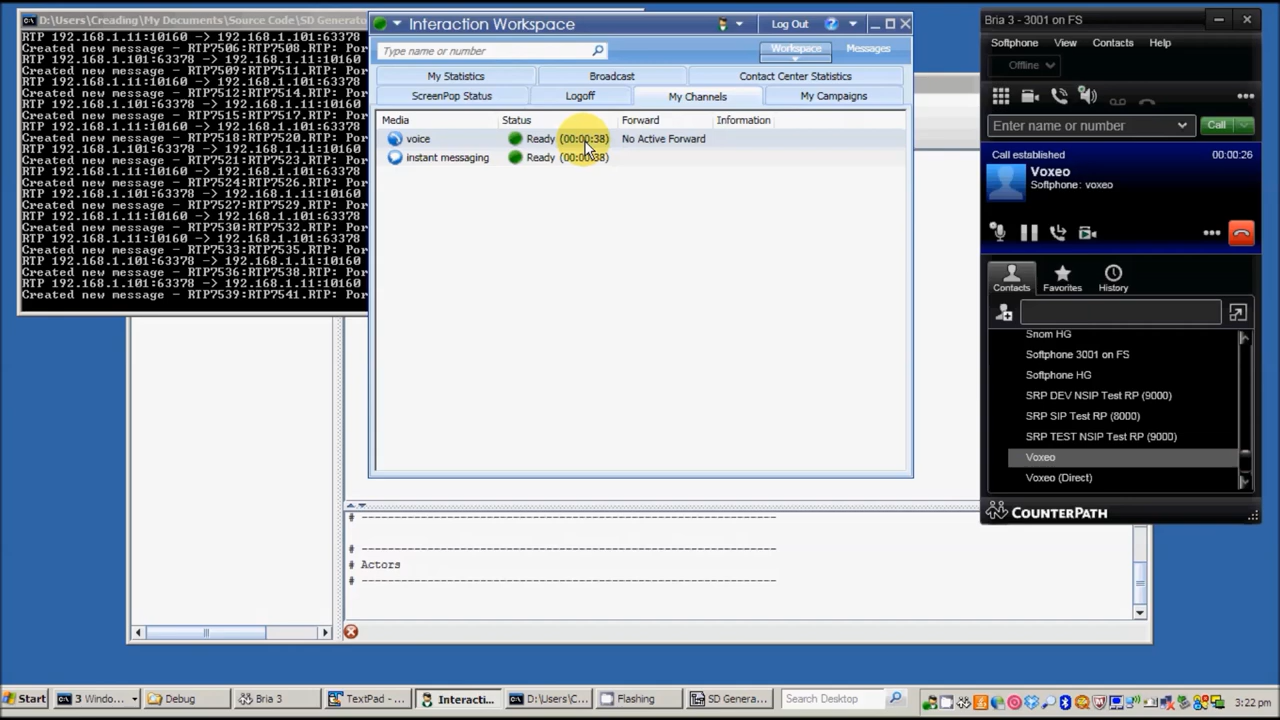 D:\Users\Creading\My Documents\Source Code\SD Generato
RTP 192.168.1.11:10160 -> 192.168.1.101:63378
Created new message - RTP7506:RTP7508.RTP: Por
RTP 192.168.1.11:10160 -> 192.168.1.101:63378
Created new message - RTP7509:RTP7511.RTP: Por
RTP 192.168.1.11:10160 -> 192.168.1.101:63378
Created new message - RTP7512:RTP7514.RTP: Por
RTP 192.168.1.11:10160 -> 192.168.1.101:63378
Created new message - RTP7515:RTP7517.RTP: Por
RTP 192.168.1.11:10160 -> 192.168.1.101:63378
Created new message - RTP7518:RTP7520.RTP: Por
RTP 192.168.1.11:10160 -> 192.168.1.101:63378
Created new message - RTP7521:RTP7523.RTP: Por
RTP 192.168.1.11:10160 -> 192.168.1.101:63378
Created new message - RTP7524:RTP7526.RTP: Por
RTP 192.168.1.11:10160 -> 192.168.1.101:63378
Created new message - RTP7527:RTP7529.RTP: Por
RTP 192.168.1.11:10160 -> 192.168.1.101:63378
Created new message - RTP7530:RTP7532.RTP: Por
RTP 192.168.1.11:10160 -> 192.168.1.101:63378
Created new message - RTP7533:RTP7535.RTP: Por
RTP 192.168.1.11:10160 -> 192.168.1.101:63378
Created new message - RTP7536:RTP7538.RTP: Por
RTP 192.168.1.11:10160 -> 192.168.1.101:63378
Created new message - RTP7539:RTP7541.RTP: Por
Interaction Workspace
Log Out
Type name or number
Workspace
Messages
My Statistics
Broadcast
Contact Center Statistics
ScreenPop Status
Logoff
My Channels
My Campaigns
Media Status Forward Information
voice Ready (00:00:38) No Active Forward
instant messaging Ready (00:00:38)
# -----------------------------------------------------
# -----------------------------------------------------
# Actors
# -----------------------------------------------------
Bria 3 - 3001 on FS
Softphone View Contacts Help
Offline
Enter name or number
Call
Call established 00:00:26
Voxeo
Softphone: voxeo
Contacts Favorites History
Snom HG
Softphone 3001 on FS
Softphone HG
SRP DEV NSIP Test RP (9000)
SRP SIP Test RP (8000)
SRP TEST NSIP Test RP (9000)
Voxeo
Voxeo (Direct)
COUNTERPATH
Start
3 Windo...
Debug
Bria 3
TextPad - ...
Interacti...
D:\Users\C...
Flashing
SD Genera...
Search Desktop
3:22 pm